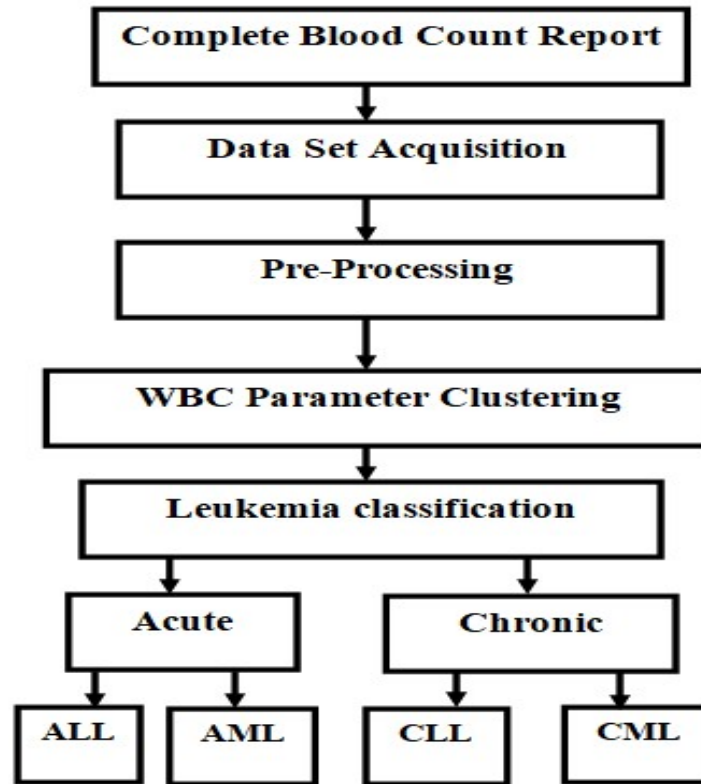 Complete Blood Count Report
Data Set Acquisition
Pre-Processing
WBC Parameter Clustering
Leukemia classification
Acute
Chronic
ALL
AML
CLL
CML